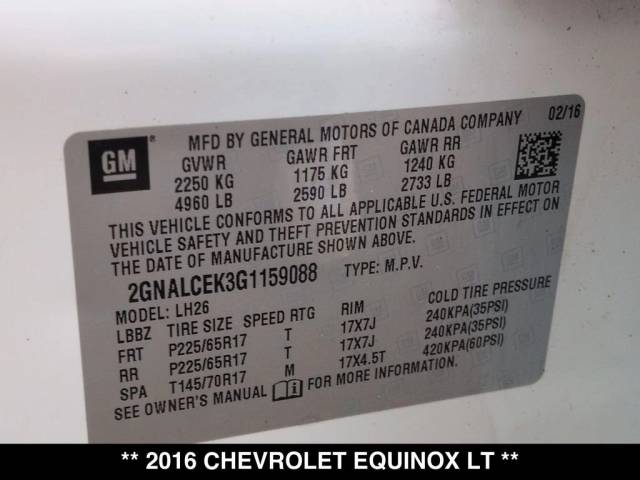 GM ®
MFD BY GENERAL MOTORS OF CANADA COMPANY 02/16
GVWR GAWR FRT GAWR RR
2250 KG 1175 KG 1240 KG
4960 LB 2590 LB 2733 LB
THIS VEHICLE CONFORMS TO ALL APPLICABLE U.S. FEDERAL MOTOR
VEHICLE SAFETY AND THEFT PREVENTION STANDARDS IN EFFECT ON
THE DATE OF MANUFACTURE SHOWN ABOVE.
2GNALCEK3G1159088 TYPE: M.P.V.
MODEL: LH26
LBBZ TIRE SIZE SPEED RTG RIM COLD TIRE PRESSURE
FRT P225/65R17 T 17X7J 240KPA(35PSI)
RR P225/65R17 T 17X7J 240KPA(35PSI)
SPA T145/70R17 M 17X4.5T 420KPA(60PSI)
SEE OWNER'S MANUAL FOR MORE INFORMATION.
** 2016 CHEVROLET EQUINOX LT **